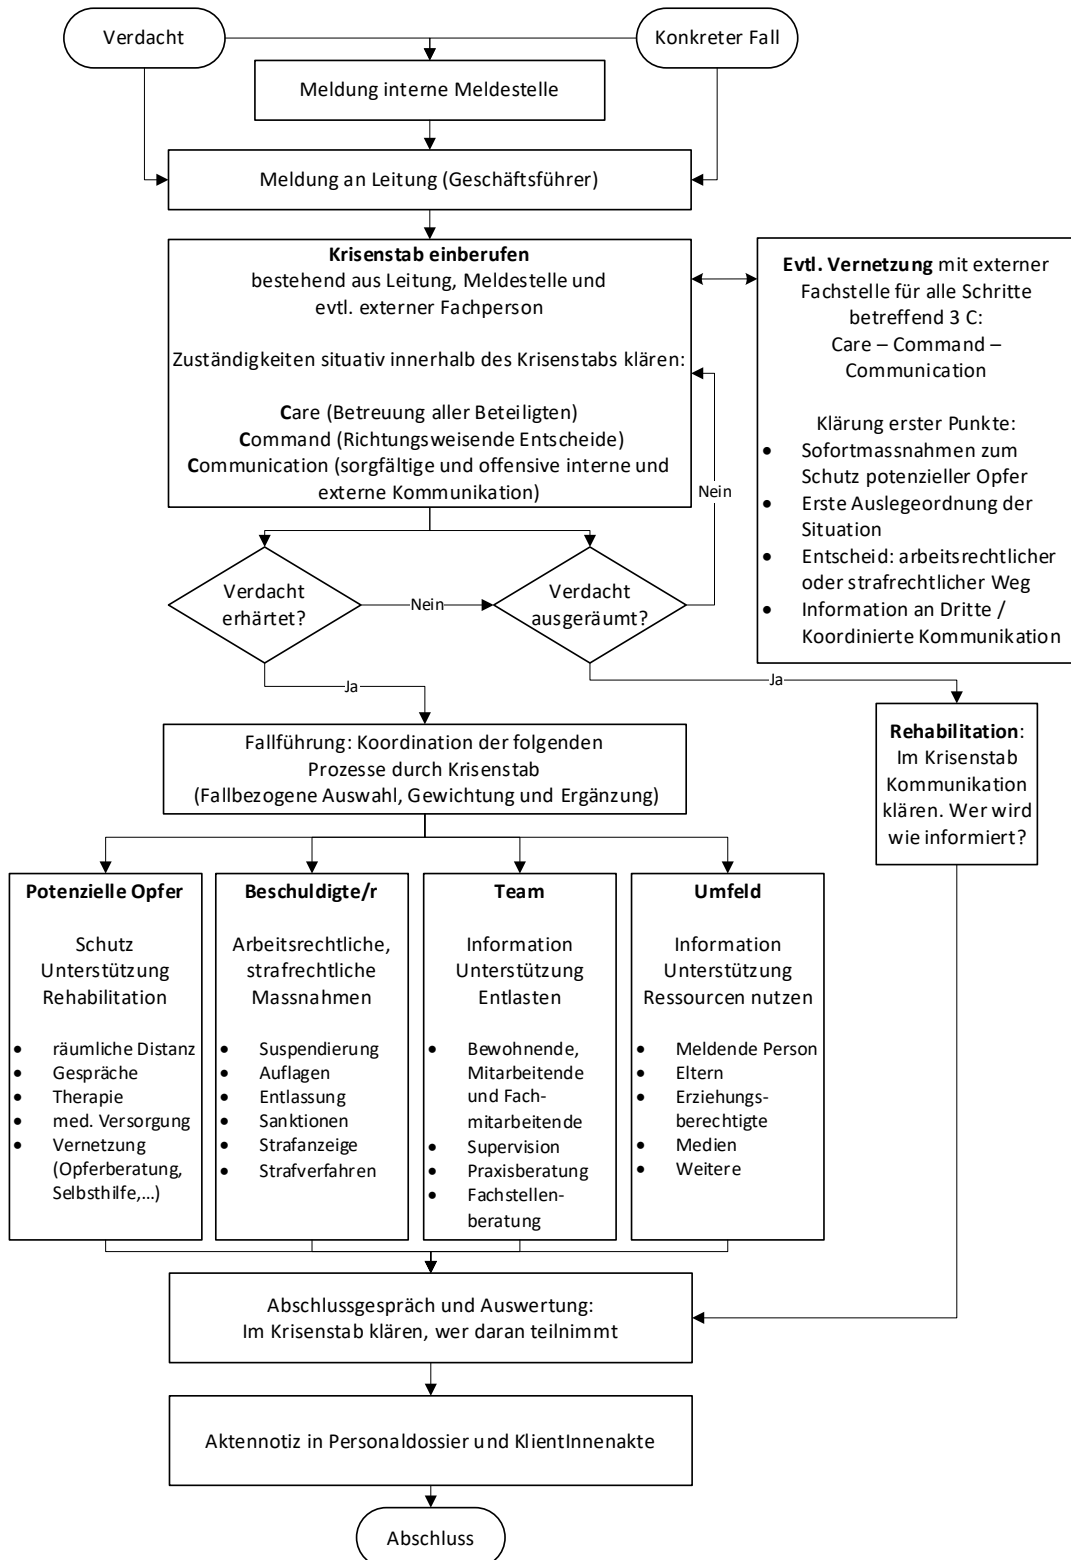 Verdacht
Konkreter Fall
Meldung interne Meldestelle
Meldung an Leitung (Geschäftsführer)
Krisenstab einberufen
bestehend aus Leitung, Meldestelle und
evtl. externer Fachperson
Zuständigkeiten situativ innerhalb des Krisenstabs klären:
Care (Betreuung aller Beteiligten)
Command (Richtungsweisende Entscheide)
Communication (sorgfältige und offensive interne und
externe Kommunikation)
Evtl. Vernetzung mit externer
Fachstelle für alle Schritte
betreffend 3 C:
Care – Command –
Communication
Klärung erster Punkte:
• Sofortmassnahmen zum
Schutz potenzieller Opfer
• Erste Auslegeordnung der
Situation
• Entscheid: arbeitsrechtlicher
oder strafrechtlicher Weg
• Information an Dritte /
Koordinierte Kommunikation
Nein
Verdacht
erhärtet?
Nein
Verdacht
ausgeräumt?
Ja
Ja
Fallführung: Koordination der folgenden
Prozesse durch Krisenstab
(Fallbezogene Auswahl, Gewichtung und Ergänzung)
Rehabilitation:
Im Krisenstab
Kommunikation
klären. Wer wird
wie informiert?
Potenzielle Opfer
Schutz
Unterstützung
Rehabilitation
• räumliche Distanz
• Gespräche
• Therapie
• med. Versorgung
• Vernetzung
(Opferberatung,
Selbsthilfe,...)
Beschuldigte/r
Arbeitsrechtliche,
strafrechtliche
Massnahmen
• Suspendierung
• Auflagen
• Entlassung
• Sanktionen
• Strafanzeige
• Strafverfahren
Team
Information
Unterstützung
Entlasten
• Bewohnende,
Mitarbeitende
und Fach-
mitarbeitende
• Supervision
• Praxisberatung
• Fachstellen-
beratung
Umfeld
Information
Unterstützung
Ressourcen nutzen
• Meldende Person
• Eltern
• Erziehungs-
berechtigte
• Medien
• Weitere
Abschlussgespräch und Auswertung:
Im Krisenstab klären, wer daran teilnimmt
Aktennotiz in Personaldossier und KlientInnenakte
Abschluss